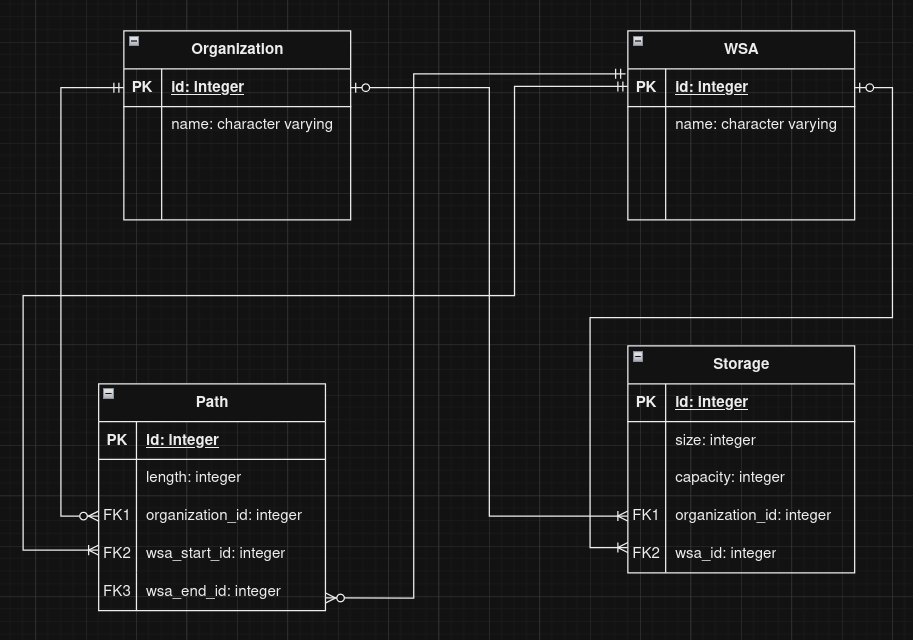 Organization
PK id: integer
name: character varying
WSA
PK id: integer
name: character varying
Path
PK id: integer
length: integer
FK1 organization_id: integer
FK2 wsa_start_id: integer
FK3 wsa_end_id: integer
Storage
PK id: integer
size: integer
capacity: integer
FK1 organization_id: integer
FK2 wsa_id: integer